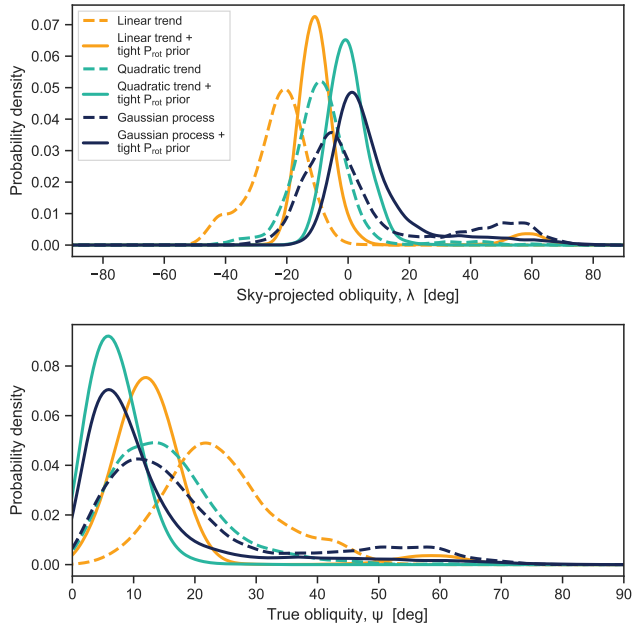 0.07
0.06
0.05
0.04
0.03
0.02
0.01
0.00
Probability density
Linear trend
Linear trend +
tight P_rot prior
Quadratic trend
Quadratic trend +
tight P_rot prior
Gaussian process
Gaussian process +
tight P_rot prior
−80 −60 −40 −20 0 20 40 60 80
Sky-projected obliquity, λ [deg]
0.08
0.06
0.04
0.02
0.00
Probability density
0 10 20 30 40 50 60 70 80 90
True obliquity, ψ [deg]